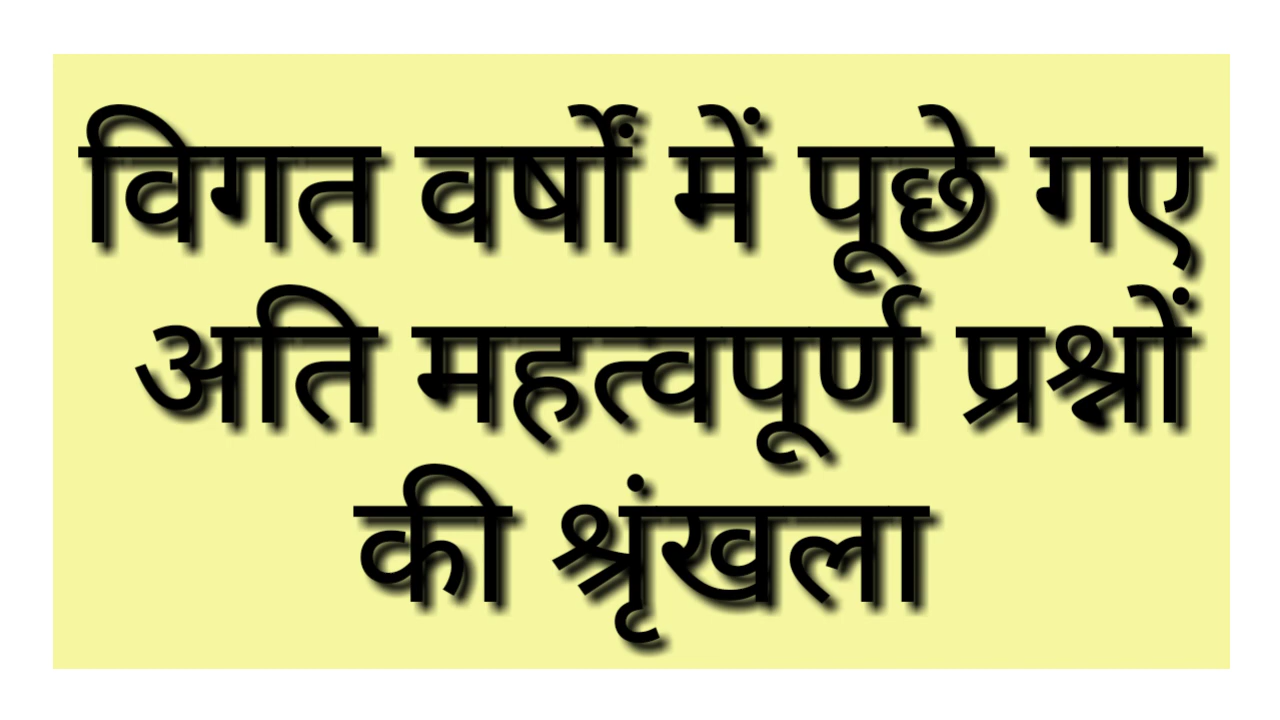 विगत वर्षों में पूछे गए
अति महत्वपूर्ण प्रश्नों
की श्रृंखला